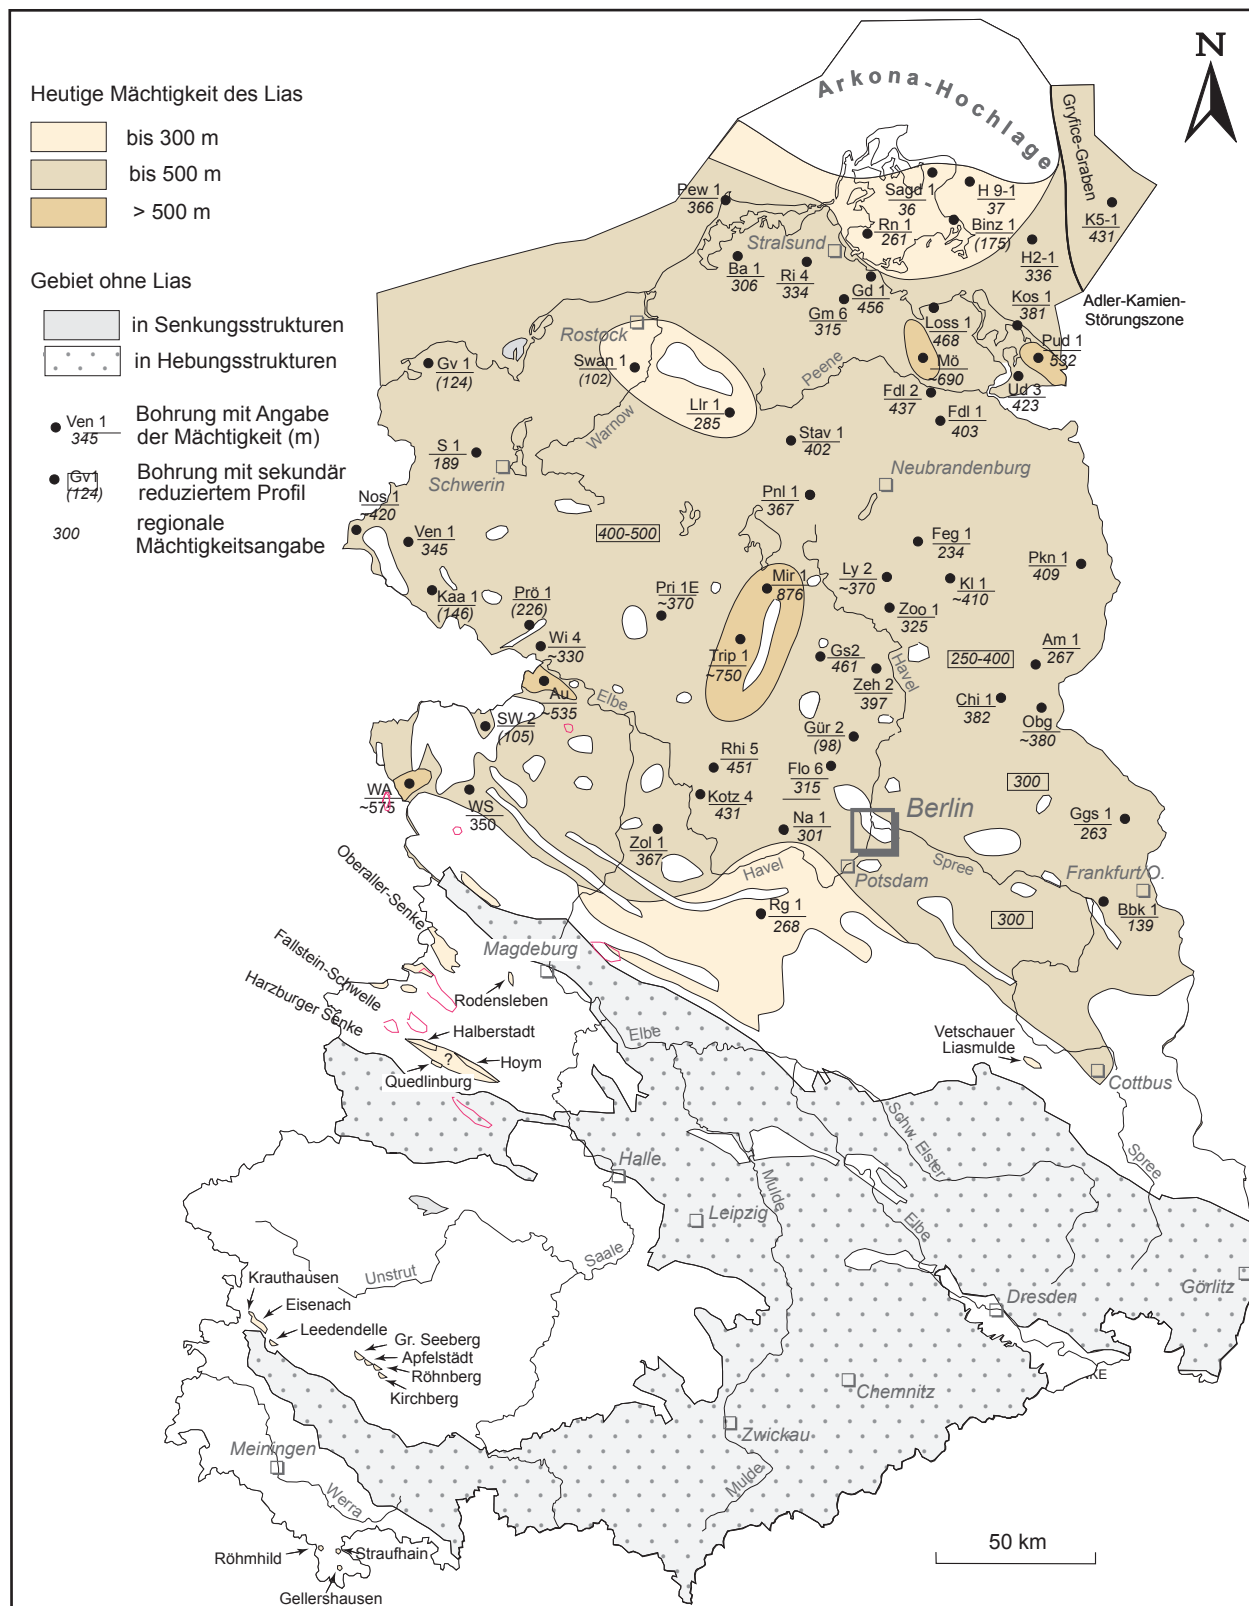 Heutige Mächtigkeit des Lias
bis 300 m
bis 500 m
> 500 m
Gebiet ohne Lias
in Senkungsstrukturen
in Hebungsstrukturen
Ven 1
345
Bohrung mit Angabe
der Mächtigkeit (m)
Gv1
(124)
Bohrung mit sekundär
reduziertem Profil
300
regionale
Mächtigkeitsangabe
N
Arkona-Hochlage
Gryfice-Graben
Pew 1
366
Sagd 1
36
H 9-1
37
K5-1
431
Rn 1
261
Binz 1
(175)
Stralsund
H2-1
336
Ba 1
306
Ri 4
334
Gd 1
456
Gm 6
315
Kos 1
381
Adler-Kamien-
Störungszone
Rostock
Loss 1
468
Pud 1
532
Swan 1
(102)
Peene
Mö
~690
Gv 1
(124)
Ud 3
423
Fdl 2
437
Llr 1
285
Fdl 1
403
Warnow
Stav 1
402
S 1
189
Schwerin
Neubrandenburg
Nos 1
~420
Pnl 1
367
Ven 1
345
400-500
Feg 1
234
Pkn 1
409
Mir 1
876
Ly 2
~370
Kl 1
~410
Kaa 1
(146)
Prö 1
(226)
Pri 1E
~370
Zoo 1
325
Wi 4
~330
Trip 1
~750
Gs2
461
Havel
250-400
Am 1
267
Zeh 2
397
Au
~535
Elbe
Chi 1
382
Obg
~380
SW 2
(105)
Gür 2
(98)
Rhi 5
451
Flo 6
315
300
WA
~575
WS
350
Kotz 4
431
Berlin
Ggs 1
263
Zol 1
367
Na 1
301
Havel
Potsdam
Spree
Frankfurt/O.
Oberaller-Senke
Rg 1
268
300
Bbk 1
139
Magdeburg
Fallstein-Schwelle
Rodensleben
Harzburger Senke
Halberstadt
Elbe
Vetschauer
Liasmulde
?
Hoym
Quedlinburg
Cottbus
Schw. Elster
Halle
Mulde
Spree
Leipzig
Elbe
Saale
Unstrut
Krauthausen
Görlitz
Eisenach
Dresden
Leedendelle
Gr. Seeberg
Apfelstädt
Röhnberg
Kirchberg
Chemnitz
Zwickau
Meiningen
Mulde
Werra
50 km
Röhmhild
Straufhain
Gellershausen